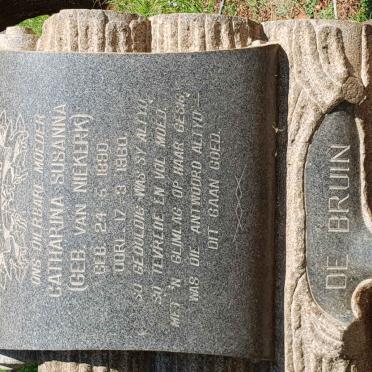 ONS DIERBARE MOEDER
CATHARINA SUSANNA
(GEB. VAN NIEKERK)
GEB. 24·5·1890.
OORL. 17·3·1960.
SO GEDULDIG WAS SY ALTYD,
SO TEVREDE EN VOL MOED,
MET 'N GLIMLAG OP HAAR GESIG
WAS DIE ANTWOORD ALTYD —
DIT GAAN GOED.
DE BRUIN